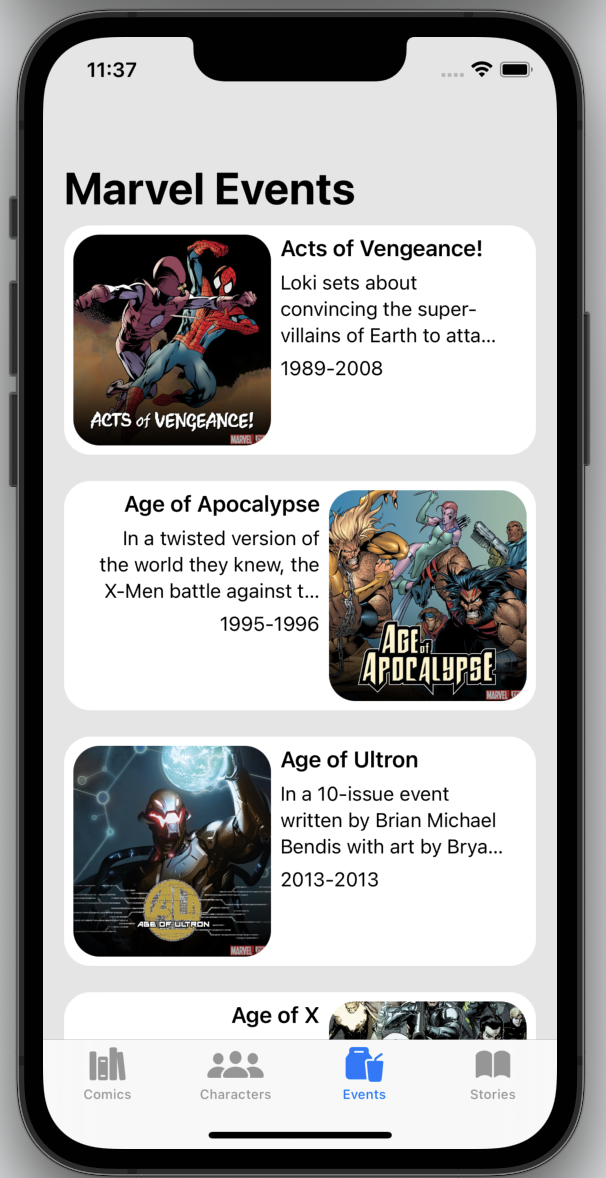 11:37
Marvel Events
Acts of Vengeance!
Loki sets about
convincing the super-
villains of Earth to atta...
1989-2008
ACTS of VENGEANCE!
MARVEL
Age of Apocalypse
In a twisted version of
the world they knew, the
X-Men battle against t...
1995-1996
AGE of
APOCALYPSE
MARVEL
Age of Ultron
In a 10-issue event
written by Brian Michael
Bendis with art by Brya...
2013-2013
AU
AGE OF ULTRON
MARVEL
Age of X
Comics
Characters
Events
Stories